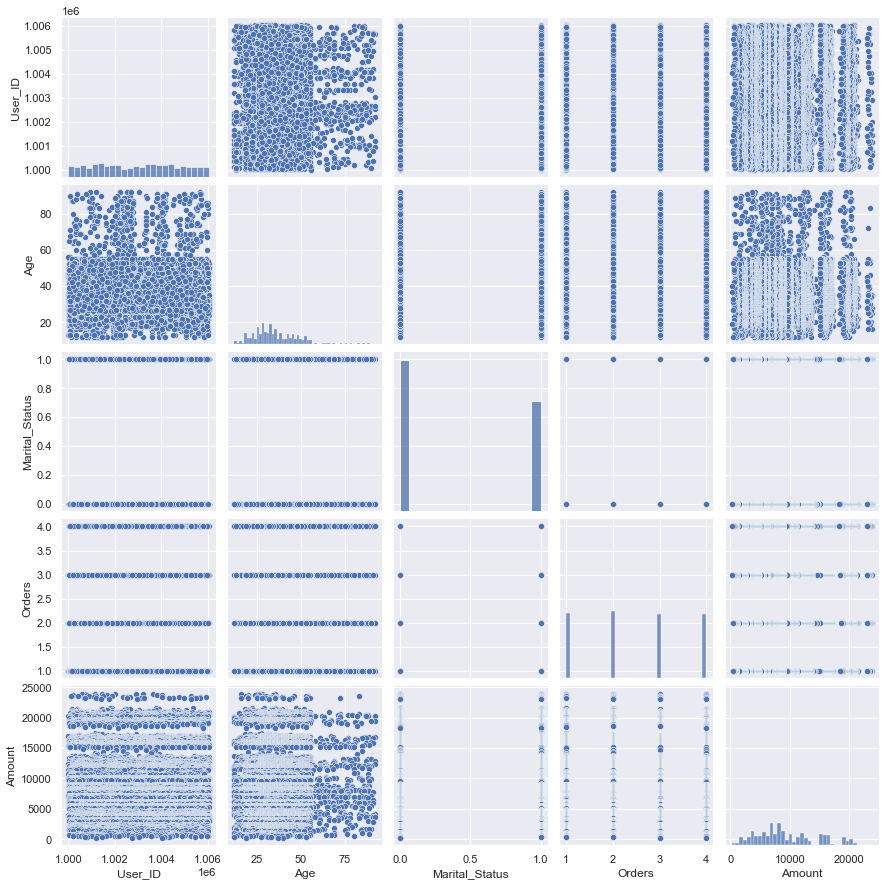 1e6
1.006
1.005
1.004
1.003
1.002
1.001
1.000
User_ID
80
60
40
20
Age
1.0
0.8
0.6
0.4
0.2
0.0
Marital_Status
4.0
3.5
3.0
2.5
2.0
1.5
1.0
Orders
25000
20000
15000
10000
5000
0
Amount
1.000 1.002 1.004 1.006
1e6
User_ID
25 50 75
Age
0.0 0.5 1.0
Marital_Status
1 2 3 4
Orders
0 10000 20000
Amount